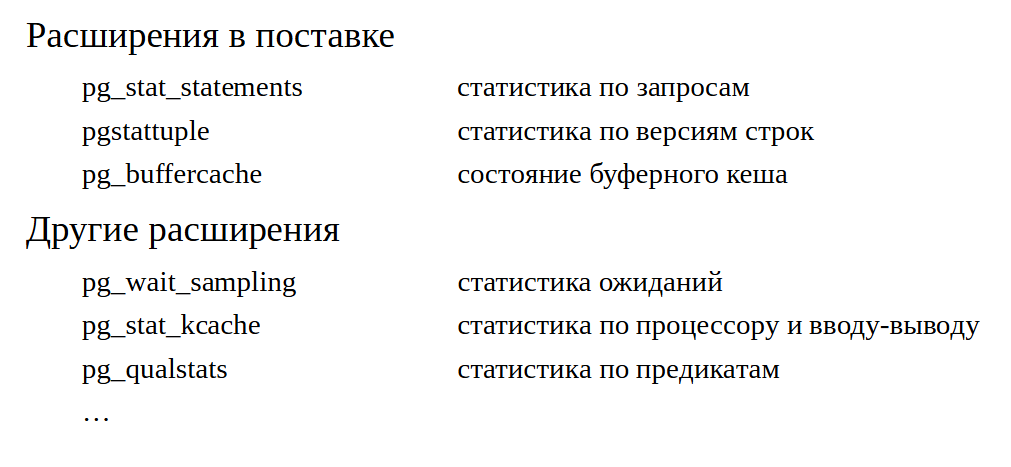 Расширения в поставке
pg_stat_statements статистика по запросам
pgstattuple статистика по версиям строк
pg_buffercache состояние буферного кеша
Другие расширения
pg_wait_sampling статистика ожиданий
pg_stat_kcache статистика по процессору и вводу-выводу
pg_qualstats статистика по предикатам
…